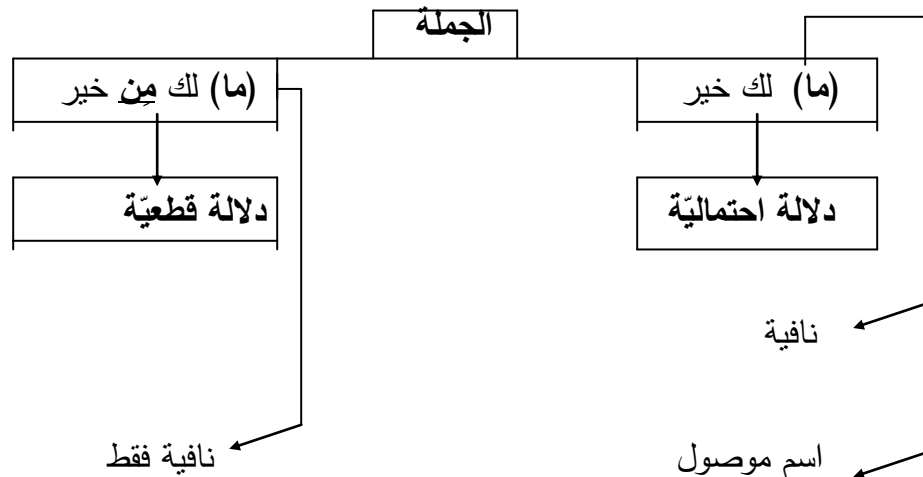 الجملة
(ما) لك خير
(ما) لك مِن خير
دلالة احتماليّة
دلالة قطعيّة
نافية
اسم موصول
نافية فقط